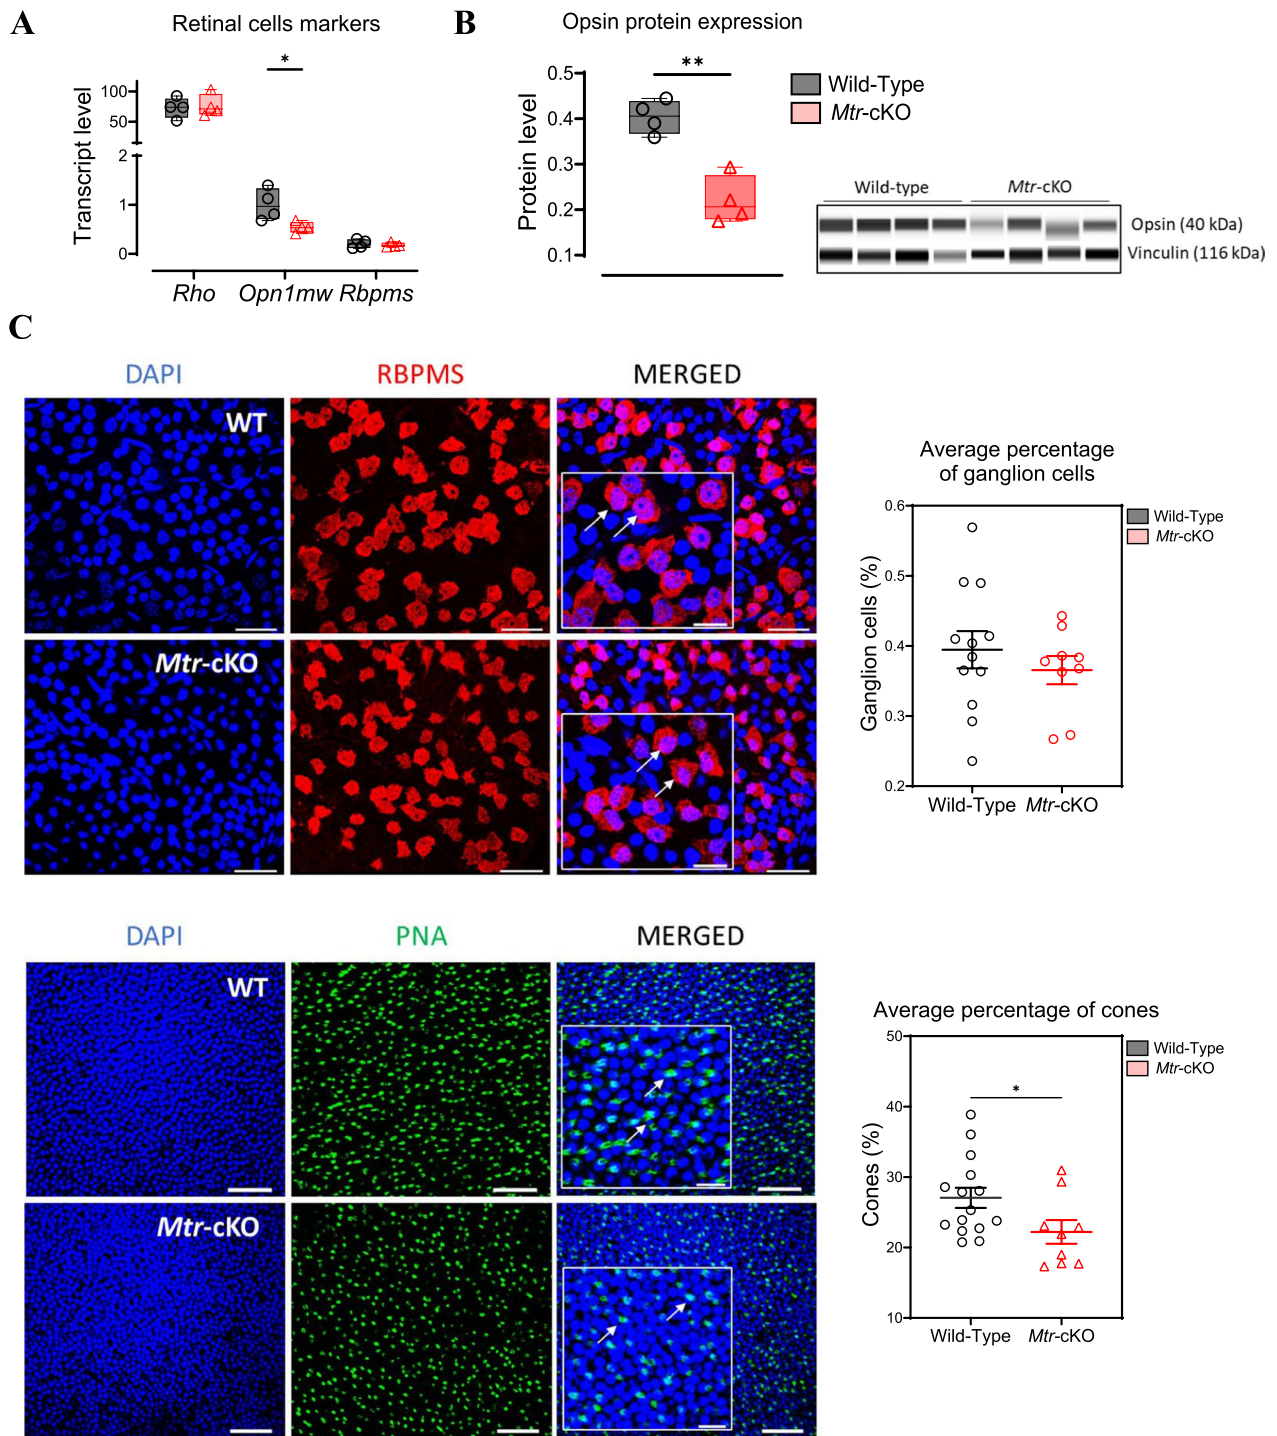 A
Retinal cells markers
*
Transcript level
100
50
2
1
0
Rho Opn1mw Rbpms
B
Opsin protein expression
**
Protein level
0.5
0.4
0.3
0.2
0.1
Wild-Type
Mtr-cKO
Wild-type Mtr-cKO
Opsin (40 kDa)
Vinculin (116 kDa)
C
DAPI RBPMS MERGED
WT
Mtr-cKO
Average percentage
of ganglion cells
Ganglion cells (%)
0.6
0.5
0.4
0.3
0.2
Wild-Type Mtr-cKO
Wild-Type
Mtr-cKO
DAPI PNA MERGED
WT
Mtr-cKO
Average percentage of cones
Cones (%)
50
40
30
20
10
*
Wild-Type Mtr-cKO
Wild-Type
Mtr-cKO